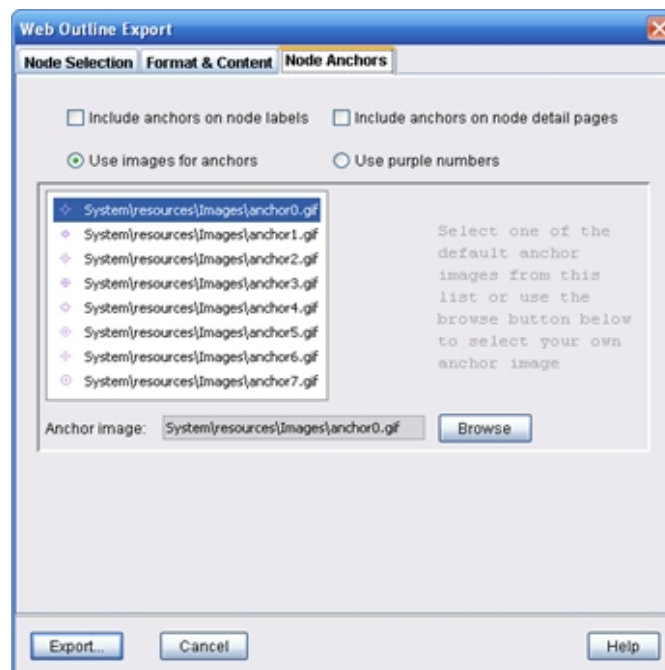 Web Outline Export
Node Selection Format & Content Node Anchors
Include anchors on node labels Include anchors on node detail pages
Use images for anchors Use purple numbers
System\resources\Images\anchor0.gif
System\resources\Images\anchor1.gif
System\resources\Images\anchor2.gif
System\resources\Images\anchor3.gif
System\resources\Images\anchor4.gif
System\resources\Images\anchor5.gif
System\resources\Images\anchor6.gif
System\resources\Images\anchor7.gif
Select one of the
default anchor
images from this
list or use the
browse button below
to select your own
anchor image
Anchor image: System\resources\Images\anchor0.gif Browse
Export... Cancel Help